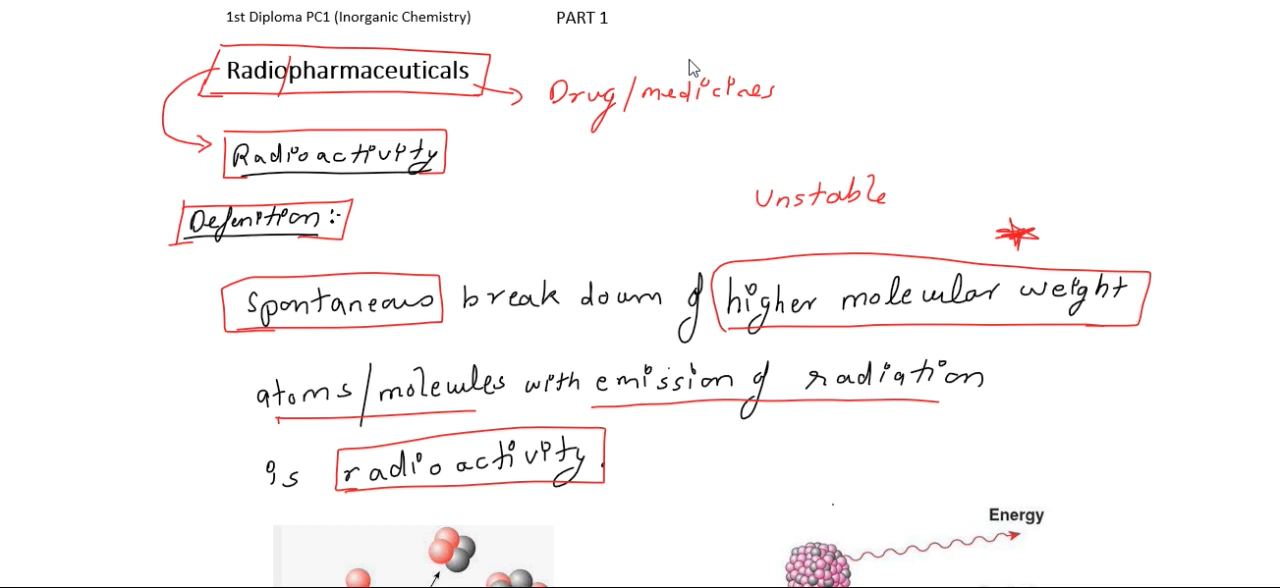 1st Diploma PC1 (Inorganic Chemistry) PART 1
Radiopharmaceuticals
Drug/medicines
Radioactivity
Definition :-
Unstable
Spontaneous break down of higher molecular weight
atoms/molecules with emission of radiation
is radioactivity.
Energy